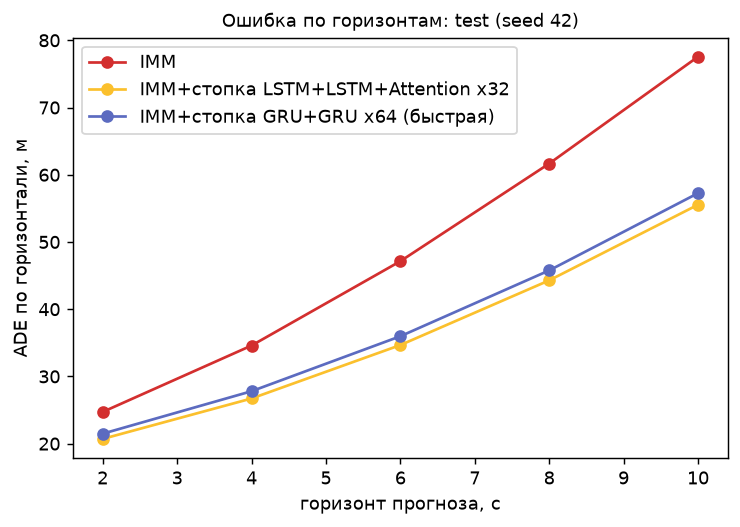 Ошибка по горизонтам: test (seed 42)
IMM
IMM+стопка LSTM+LSTM+Attention x32
IMM+стопка GRU+GRU x64 (быстрая)
ADE по горизонтали, м
80
70
60
50
40
30
20
2 3 4 5 6 7 8 9 10
горизонт прогноза, с